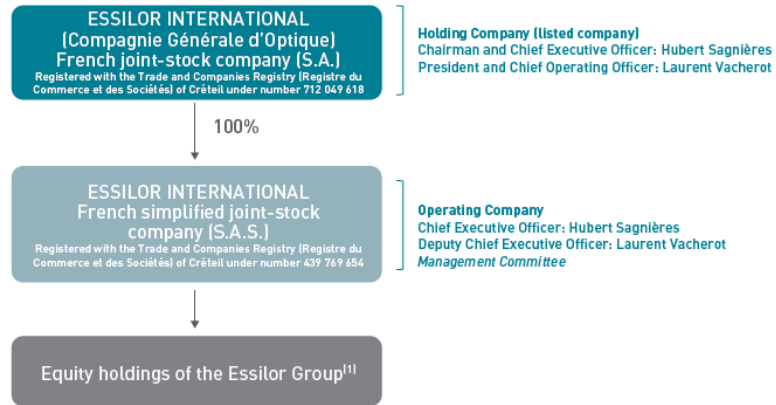 ESSILOR INTERNATIONAL
(Compagnie Générale d'Optique)
French joint-stock company (S.A.)
Registered with the Trade and Companies Registry (Registre du
Commerce et des Sociétés) of Créteil under number 712 049 618
Holding Company (listed company)
Chairman and Chief Executive Officer: Hubert Sagnières
President and Chief Operating Officer: Laurent Vacherot
100%
ESSILOR INTERNATIONAL
French simplified joint-stock
company (S.A.S.)
Registered with the Trade and Companies Registry (Registre du
Commerce et des Sociétés) of Créteil under number 439 769 654
Operating Company
Chief Executive Officer: Hubert Sagnières
Deputy Chief Executive Officer: Laurent Vacherot
Management Committee
Equity holdings of the Essilor Group(1)